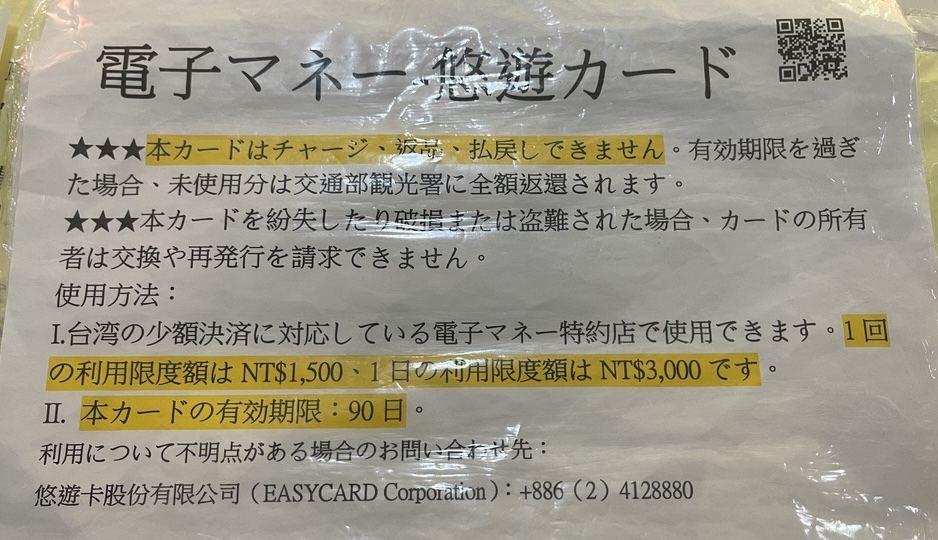 電子マネー 悠遊カード
★★★本カードはチャージ、返品、払戻しできません。有効期限を過ぎ
た場合、未使用分は交通部観光署に全額返還されます。
★★★本カードを紛失したり破損または盗難された場合、カードの所有
者は交換や再発行を請求できません。
使用方法：
I.台湾の少額決済に対応している電子マネー特約店で使用できます。1 回
の利用限度額は NT$1,500、1 日の利用限度額は NT$3,000 です。
II. 本カードの有効期限：90 日。
利用について不明点がある場合のお問い合わせ先：
悠遊卡股份有限公司（EASYCARD Corporation）：+886（2）4128880